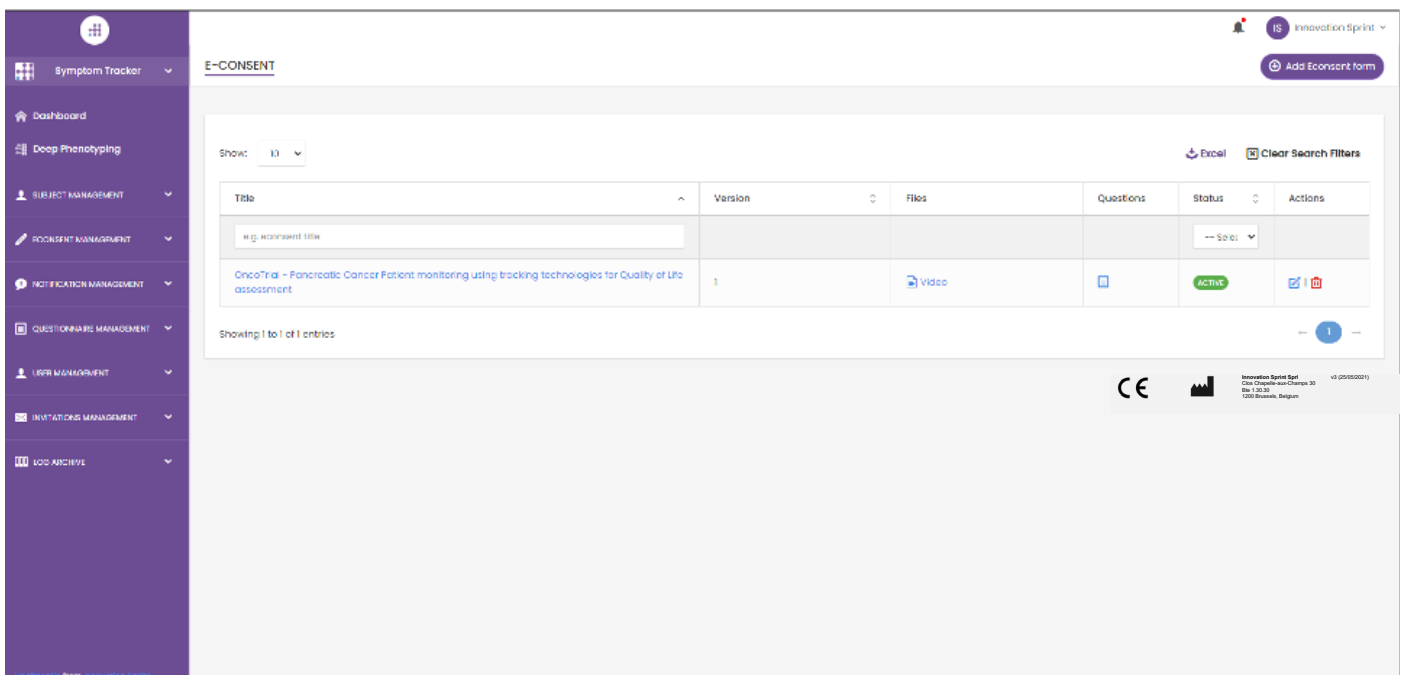 IS Innovation Sprint
Symptom Tracker
E-CONSENT
Add Econsent form
Dashboard
Deep Phenotyping
SUBJECT MANAGEMENT
ECONSENT MANAGEMENT
NOTIFICATION MANAGEMENT
QUESTIONNAIRE MANAGEMENT
USER MANAGEMENT
INVITATIONS MANAGEMENT
LOG ARCHIVE
Show: 10
Excel Clear Search Filters
Title Version Files Questions Status Actions
e.g. econsent title -- Selec
OncoTrial - Pancreatic Cancer Patient monitoring using tracking technologies for Quality of Life
assessment
1 Video ACTIVE
Showing 1 to 1 of 1 entries
← 1 →
CE
Innovation Sprint Sprl v3 (25/05/2021)
Clos Chapelle-aux-Champs 30
Bte 1.30.30
1200 Brussels, Belgium